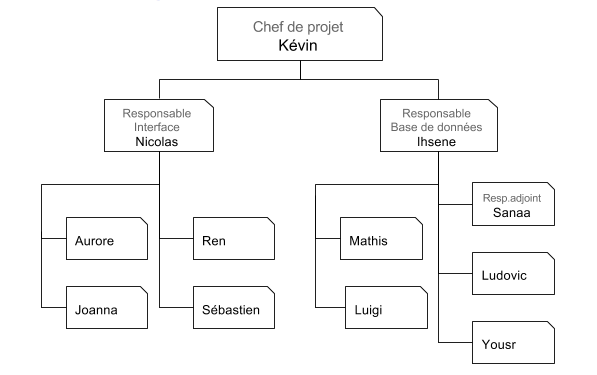 Chef de projet
Kévin
Responsable
Interface
Nicolas
Responsable
Base de données
Ihsene
Aurore
Ren
Joanna
Sébastien
Mathis
Luigi
Resp.adjoint
Sanaa
Ludovic
Yousr